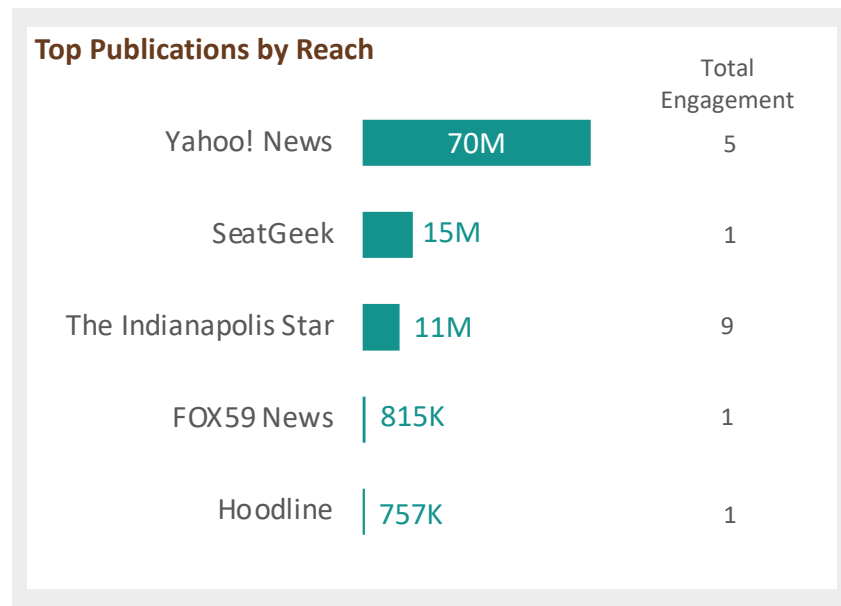 Top Publications by Reach
Total
Engagement
Yahoo! News 70M 5
SeatGeek 15M 1
The Indianapolis Star 11M 9
FOX59 News 815K 1
Hoodline 757K 1